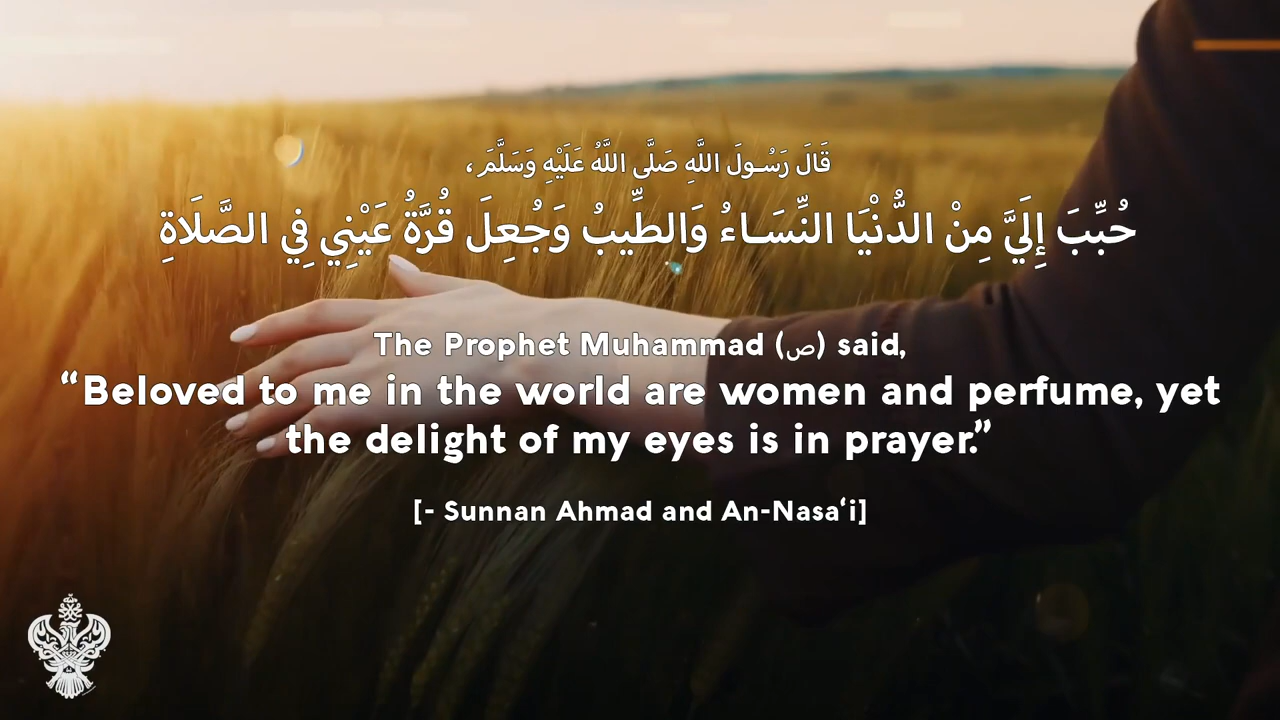 قَالَ رَسُولَ اللَّهِ صَلَّى اللَّهُ عَلَيْهِ وَسَلَّمَ،
حُبِّبَ إِلَيَّ مِنْ الدُّنْيَا النِّسَاءُ وَالطِّيبُ وَجُعِلَ قُرَّةُ عَيْنِي فِي الصَّلَاةِ
The Prophet Muhammad (ص) said,
“Beloved to me in the world are women and perfume, yet
the delight of my eyes is in prayer.”
[- Sunnan Ahmad and An-Nasa‘i]